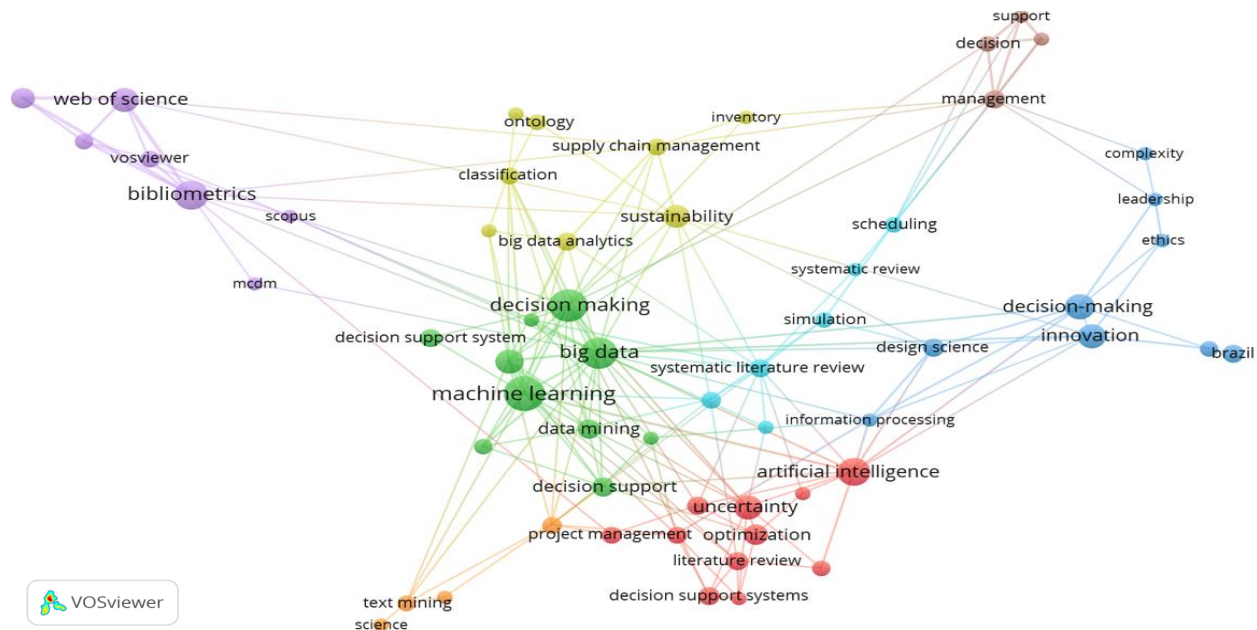 support
decision
web of science
management
ontology
inventory
supply chain management
vosviewer
complexity
classification
bibliometrics
leadership
scopus
sustainability
scheduling
big data analytics
ethics
systematic review
mcdm
decision making
decision-making
simulation
decision support system
innovation
big data
design science
brazil
systematic literature review
machine learning
information processing
data mining
artificial intelligence
decision support
uncertainty
project management
optimization
literature review
decision support systems
text mining
science
VOSviewer